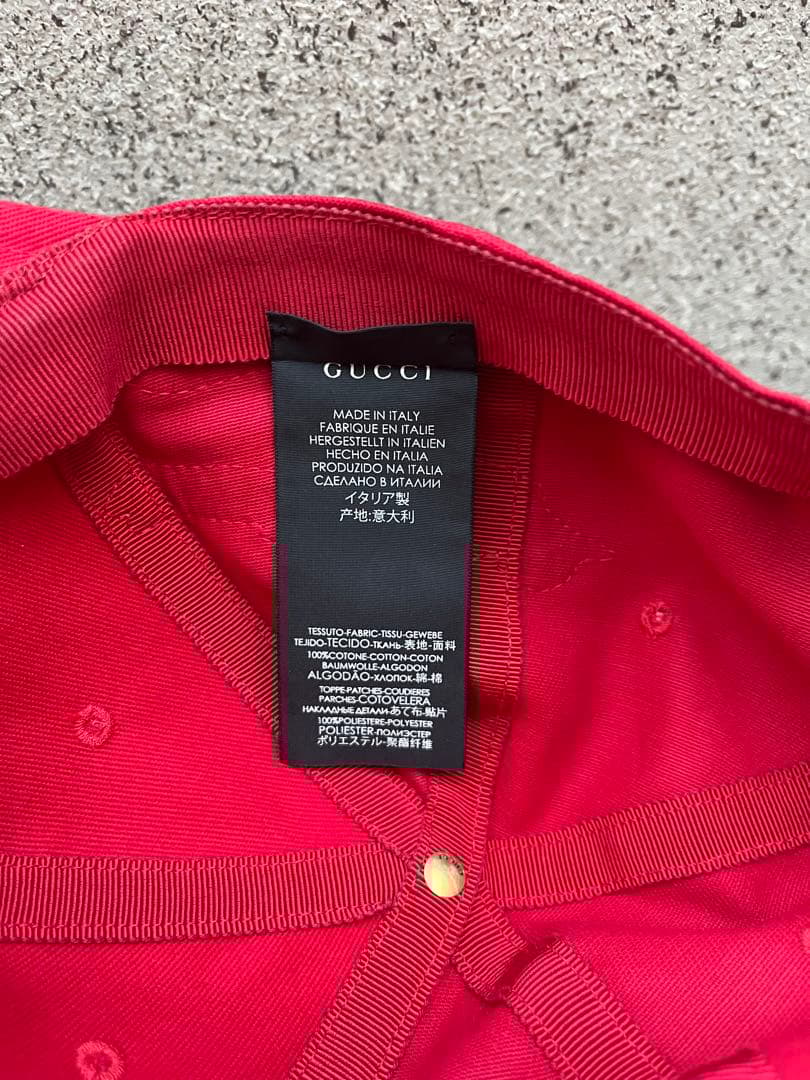 GUCCI
MADE IN ITALY
FABRIQUE EN ITALIE
HERGESTELLT IN ITALIEN
HECHO EN ITALIA
PRODUZIDO NA ITALIA
СДЕЛАНО В ИТАЛИИ
イタリア製
产地:意大利
TESSUTO-FABRIC-TISSU-GEWEBE
TEJIDO-TECIDO-ТКАНЬ-表地-面料
100%COTONE-COTTON-COTON
BAUMWOLLE-ALGODON
ALGODÃO-ХЛОПОК-綿-棉
TOPPE-PATCHES-COUDIERES
PARCHES-COTOVELERA
НАКЛАДНЫЕ ДЕТАЛИ-あて布-贴片
100%POLIESTERE-POLYESTER
POLIESTER-ПОЛИЭСТЕР
ポリエステル-聚酯纤维